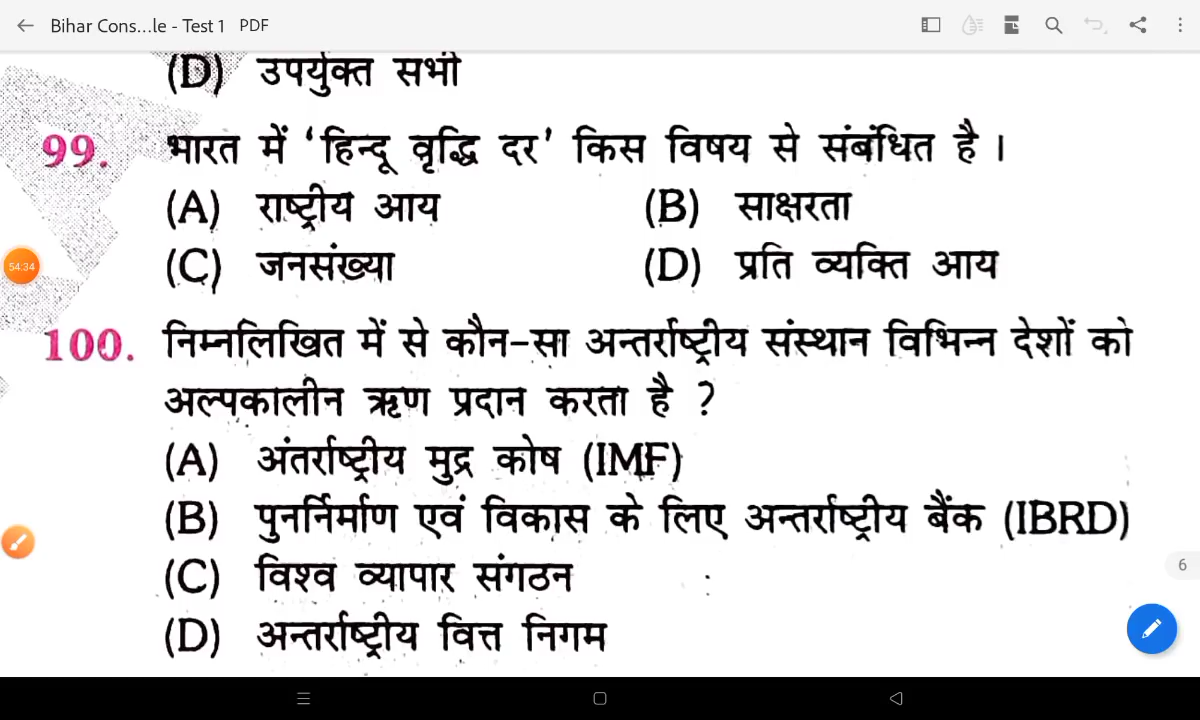 Bihar Cons...le - Test 1 PDF
(D) उपर्युक्त सभी
99. भारत में 'हिन्दू वृद्धि दर' किस विषय से संबंधित है ।
(A) राष्ट्रीय आय (B) साक्षरता
(C) जनसंख्या (D) प्रति व्यक्ति आय
54:34
100. निम्नलिखित में से कौन-सा अन्तर्राष्ट्रीय संस्थान विभिन्न देशों को
अल्पकालीन ऋण प्रदान करता है ?
(A) अंतर्राष्ट्रीय मुद्र कोष (IMF)
(B) पुनर्निर्माण एवं विकास के लिए अन्तर्राष्ट्रीय बैंक (IBRD)
(C) विश्व व्यापार संगठन
6
(D) अन्तर्राष्ट्रीय वित्त निगम